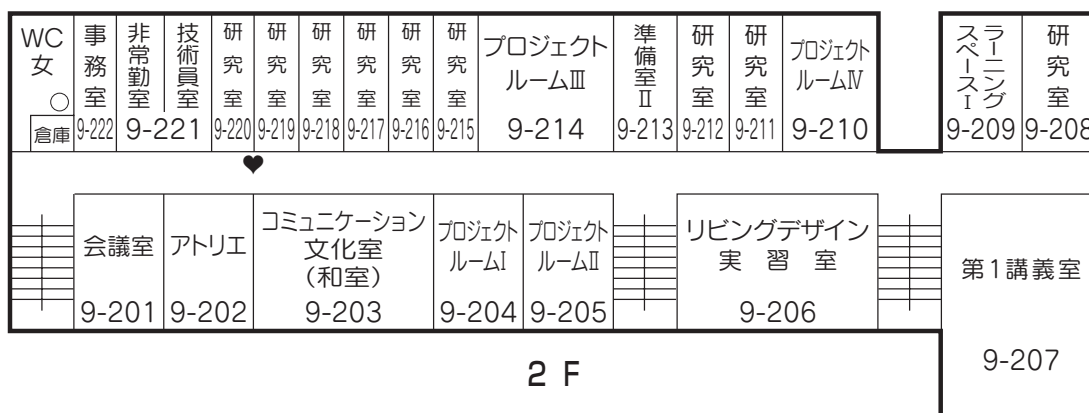 WC
女
倉庫
事務室
9-222
非常勤室
技術員室
9-221
研究室
9-220
研究室
9-219
研究室
9-218
研究室
9-217
研究室
9-216
研究室
9-215
プロジェクト
ルームⅢ
9-214
準備室Ⅱ
9-213
研究室
9-212
研究室
9-211
プロジェクト
ルームⅣ
9-210
ラーニング
スペースⅠ
9-209
研究室
9-208
会議室
9-201
アトリエ
9-202
コミュニケーション
文化室
(和室)
9-203
プロジェクト
ルームⅠ
9-204
プロジェクト
ルームⅡ
9-205
リビングデザイン
実習室
9-206
第1講義室
9-207
2 F